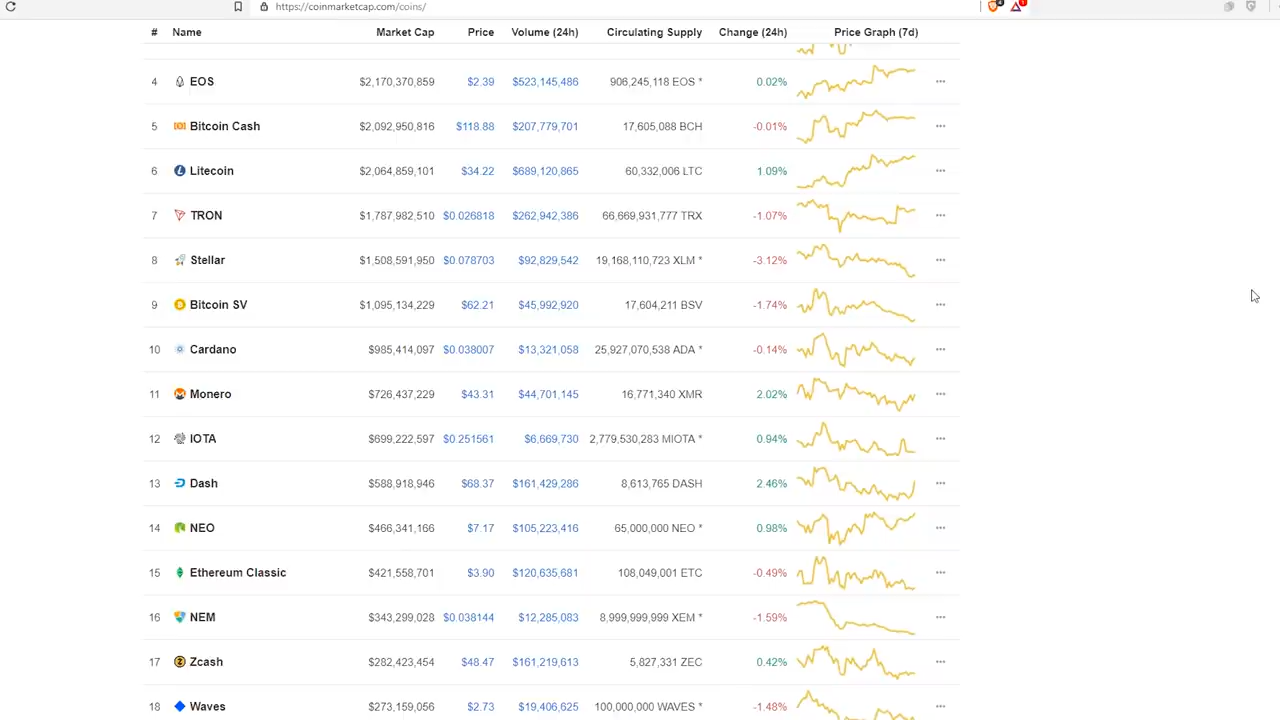 https://coinmarketcap.com/coins/
# Name Market Cap Price Volume (24h) Circulating Supply Change (24h) Price Graph (7d)
4 EOS $2,170,370,859 $2.39 $523,145,486 906,245,118 EOS * 0.02%
5 Bitcoin Cash $2,092,950,816 $118.88 $207,779,701 17,605,088 BCH -0.01%
6 Litecoin $2,064,859,101 $34.22 $689,120,865 60,332,006 LTC 1.09%
7 TRON $1,787,982,510 $0.026818 $262,942,386 66,669,931,777 TRX -1.07%
8 Stellar $1,508,591,950 $0.078703 $92,829,542 19,168,110,723 XLM * -3.12%
9 Bitcoin SV $1,095,134,229 $62.21 $45,992,920 17,604,211 BSV -1.74%
10 Cardano $985,414,097 $0.038007 $13,321,058 25,927,070,538 ADA * -0.14%
11 Monero $726,437,229 $43.31 $44,701,145 16,771,340 XMR 2.02%
12 IOTA $699,222,597 $0.251561 $6,669,730 2,779,530,283 MIOTA * 0.94%
13 Dash $588,918,946 $68.37 $161,429,286 8,613,765 DASH 2.46%
14 NEO $466,341,166 $7.17 $105,223,416 65,000,000 NEO * 0.98%
15 Ethereum Classic $421,558,701 $3.90 $120,635,681 108,049,001 ETC -0.49%
16 NEM $343,299,028 $0.038144 $12,285,083 8,999,999,999 XEM * -1.59%
17 Zcash $282,423,454 $48.47 $161,219,613 5,827,331 ZEC 0.42%
18 Waves $273,159,056 $2.73 $19,406,625 100,000,000 WAVES * -1.48%